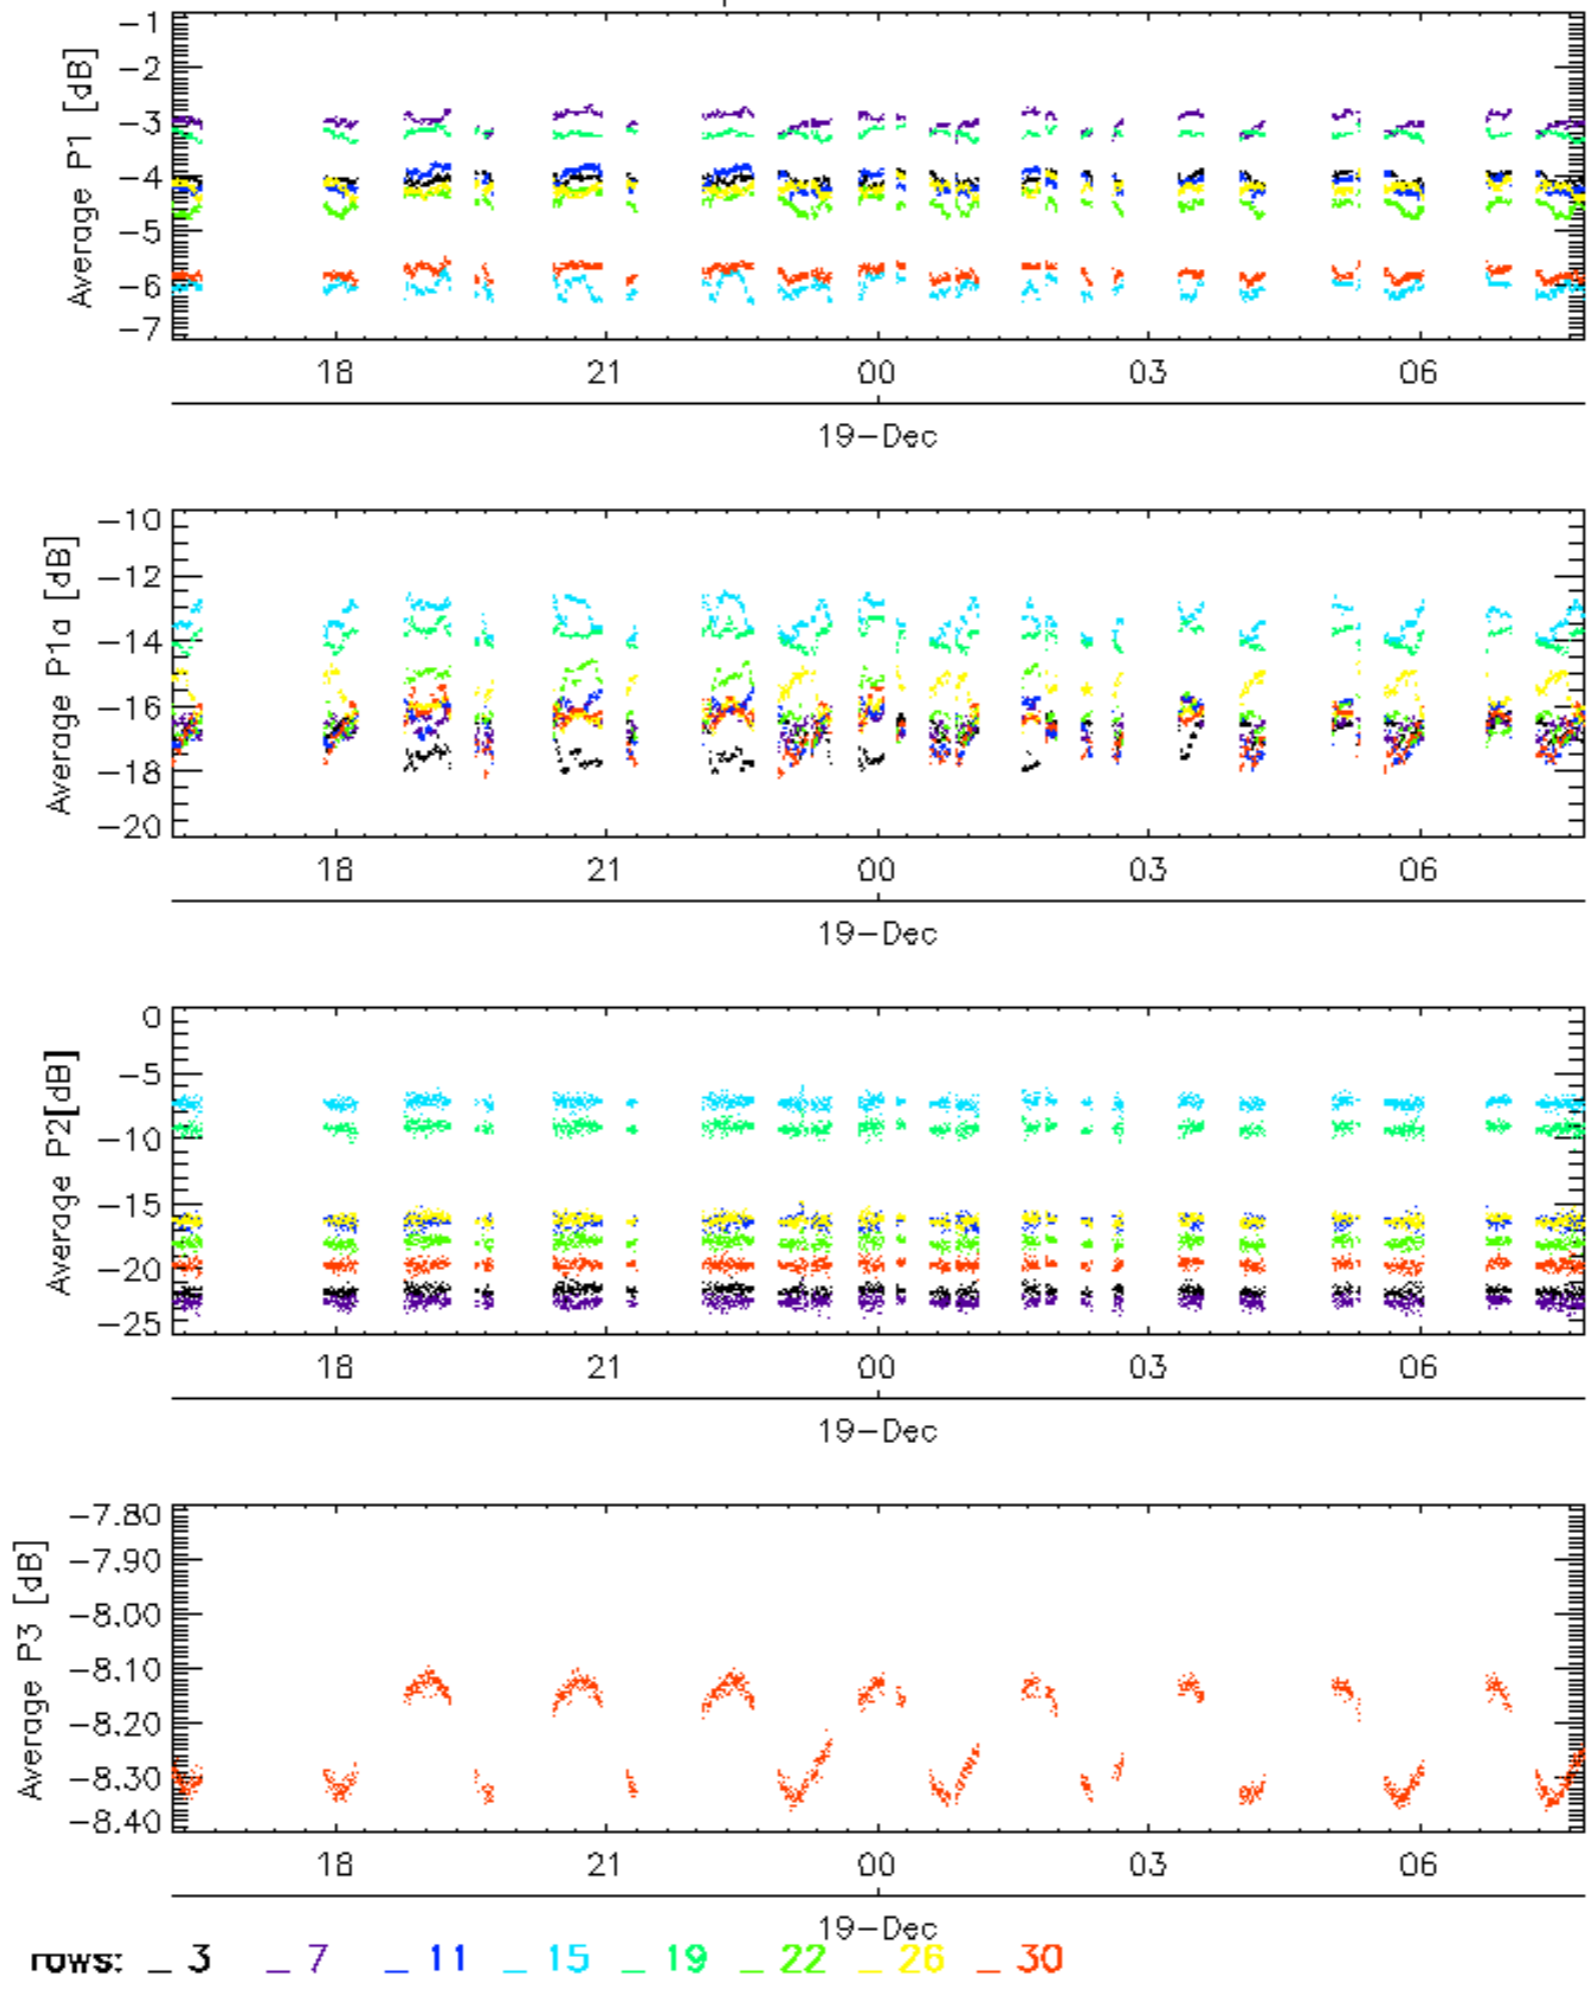 Average P1 [dB]
-1
-2
-3
-4
-5
-6
-7
18 21 00 03 06
19-Dec
Average P1a [dB]
-10
-12
-14
-16
-18
-20
18 21 00 03 06
19-Dec
Average P2[dB]
0
-5
-10
-15
-20
-25
18 21 00 03 06
19-Dec
Average P3 [dB]
-7.80
-7.90
-8.00
-8.10
-8.20
-8.30
-8.40
18 21 00 03 06
19-Dec
rows: _ 3 _ 7 _ 11 _ 15 _ 19 _ 22 _ 26 _ 30